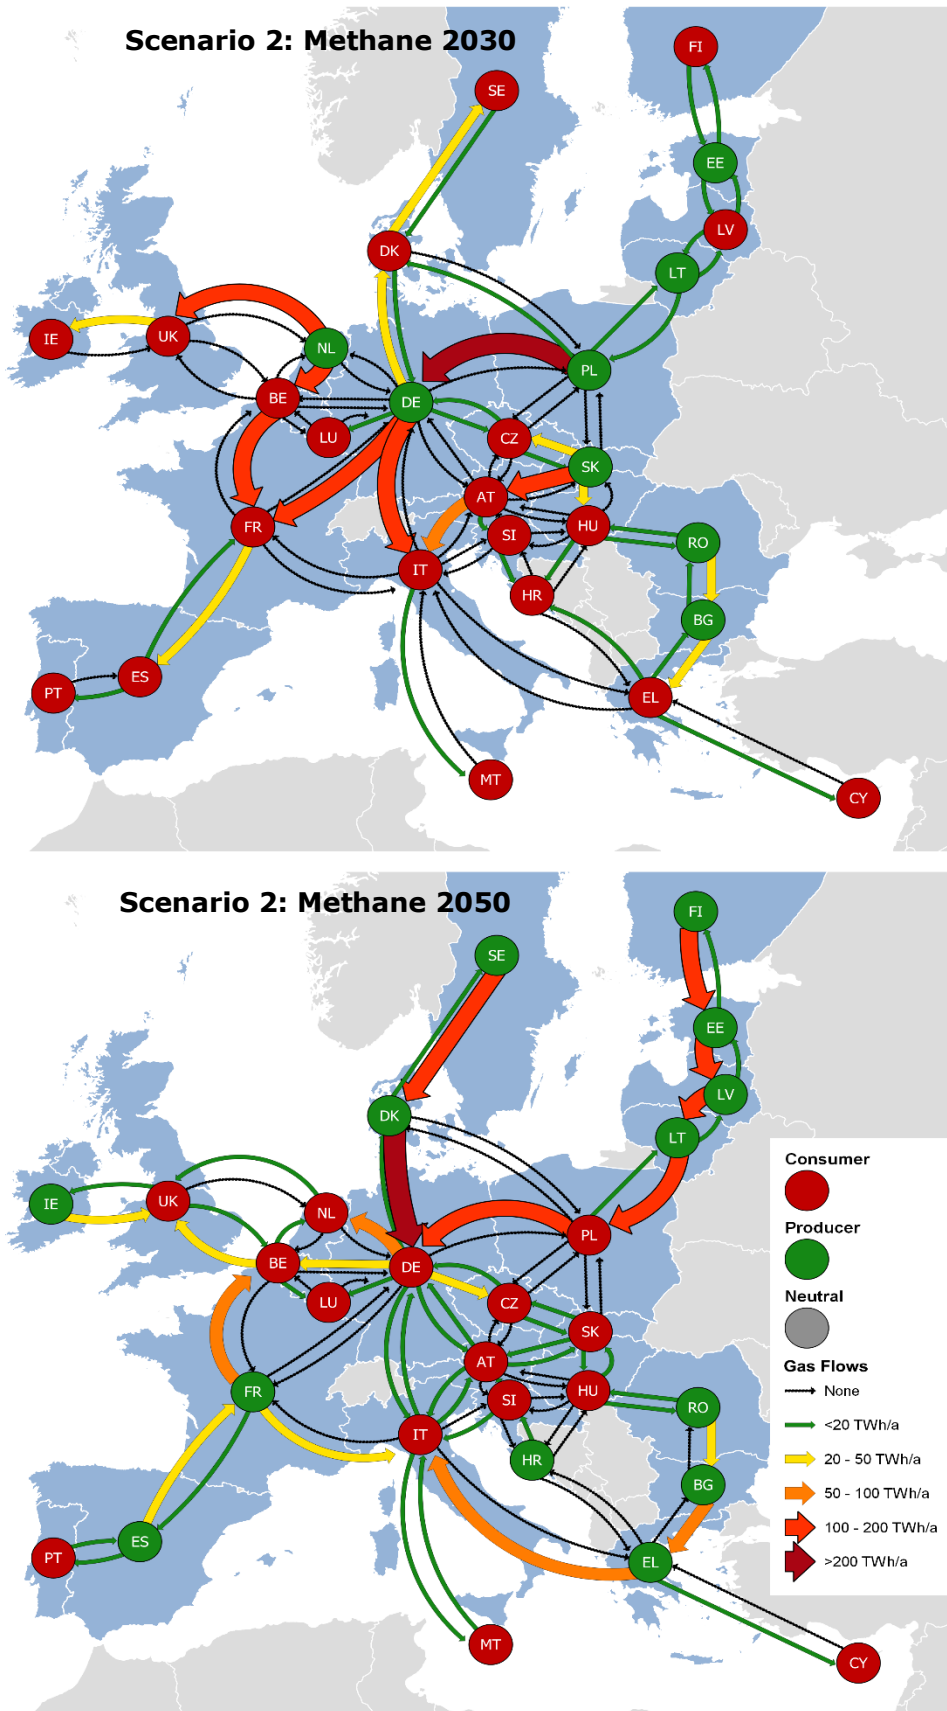 Scenario 2: Methane 2030
FI
SE
EE
LV
DK
LT
IE
UK
NL
PL
BE
DE
LU
CZ
SK
AT
FR
SI
HU
RO
IT
HR
BG
PT
ES
EL
MT
CY
Scenario 2: Methane 2050
FI
SE
EE
LV
DK
LT
IE
UK
NL
PL
BE
DE
LU
CZ
SK
AT
FR
SI
HU
RO
IT
HR
BG
PT
ES
EL
MT
CY
Consumer
Producer
Neutral
Gas Flows
None
<20 TWh/a
20 - 50 TWh/a
50 - 100 TWh/a
100 - 200 TWh/a
>200 TWh/a